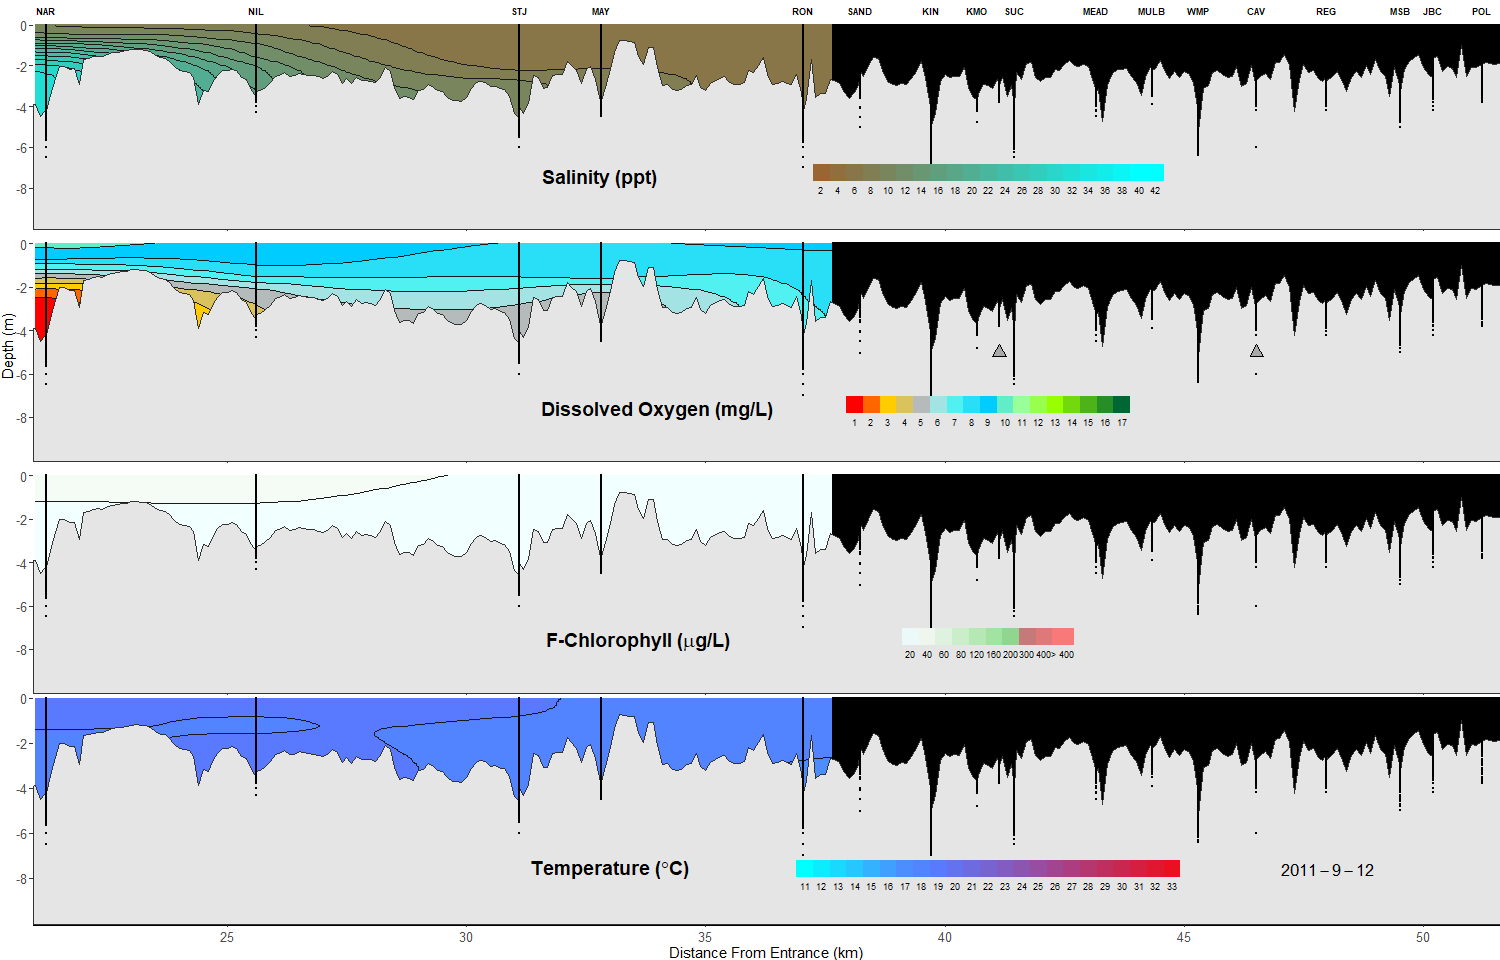 NAR NIL STJ MAY RON SAND KIN KMO SUC MEAD MULB WMP CAV REG MSB JBC POL
0
-2
-4
-6
-8
Salinity (ppt)
2 4 6 8 10 12 14 16 18 20 22 24 26 28 30 32 34 36 38 40 42
0
-2
-4
-6
-8
Depth (m)
Dissolved Oxygen (mg/L)
1 2 3 4 5 6 7 8 9 10 11 12 13 14 15 16 17
0
-2
-4
-6
-8
F-Chlorophyll (μg/L)
20 40 60 80 120 160 200 300 400> 400
0
-2
-4
-6
-8
Temperature (°C)
11 12 13 14 15 16 17 18 19 20 21 22 23 24 25 26 27 28 29 30 31 32 33
2011 – 9 – 12
25 30 35 40 45 50
Distance From Entrance (km)